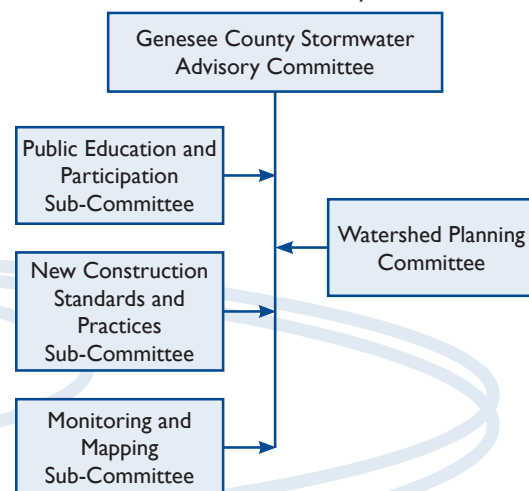 Genesee County Stormwater
Advisory Committee
Public Education and
Participation
Sub-Committee
Watershed Planning
Committee
New Construction
Standards and
Practices
Sub-Committee
Monitoring and
Mapping
Sub-Committee